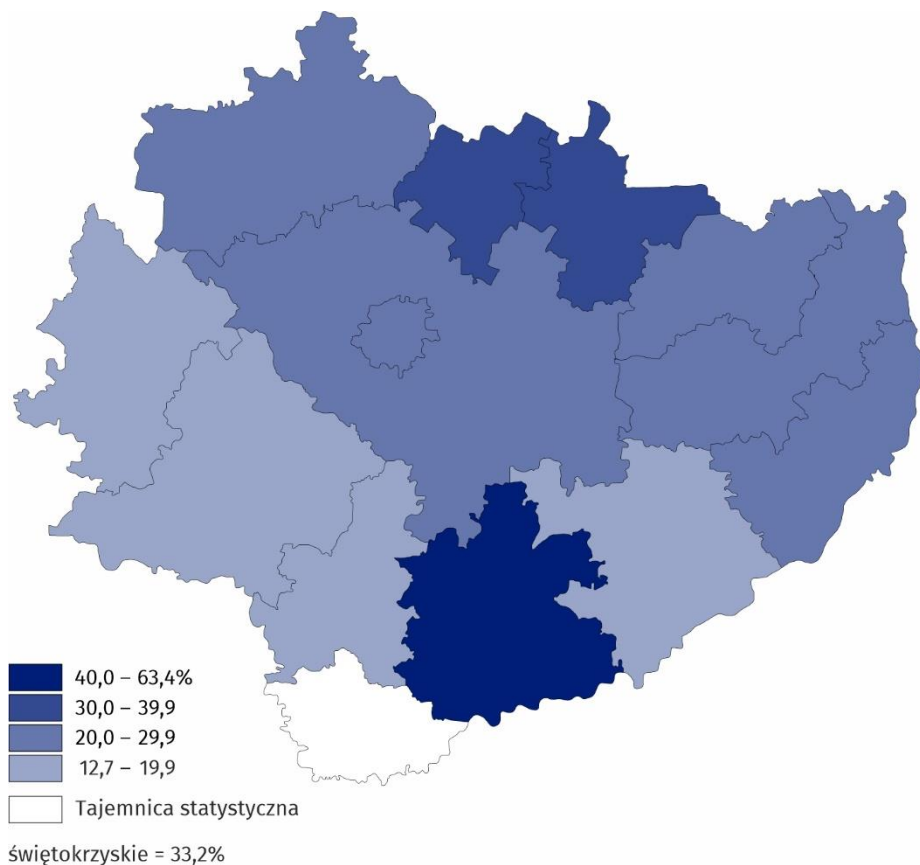 40,0 – 63,4%
30,0 – 39,9
20,0 – 29,9
12,7 – 19,9
Tajemnica statystyczna
świętokrzyskie = 33,2%